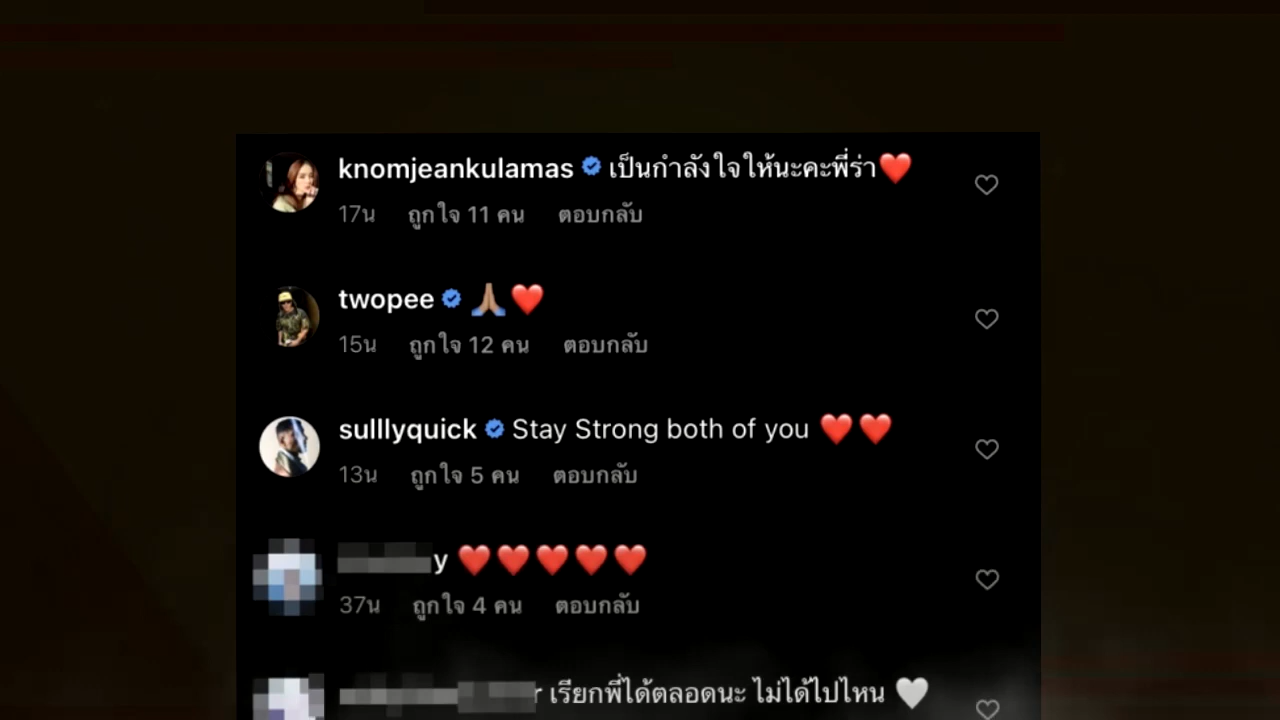 knomjeankulamas เป็นกำลังใจให้นะคะพี่ร่า❤️
17น ถูกใจ 11 คน ตอบกลับ
twopee 🙏🏽❤️
15น ถูกใจ 12 คน ตอบกลับ
sulllyquick Stay Strong both of you ❤️❤️
13น ถูกใจ 5 คน ตอบกลับ
y ❤️❤️❤️❤️❤️
37น ถูกใจ 4 คน ตอบกลับ
r เรียกพี่ได้ตลอดนะ ไม่ได้ไปไหน 🤍